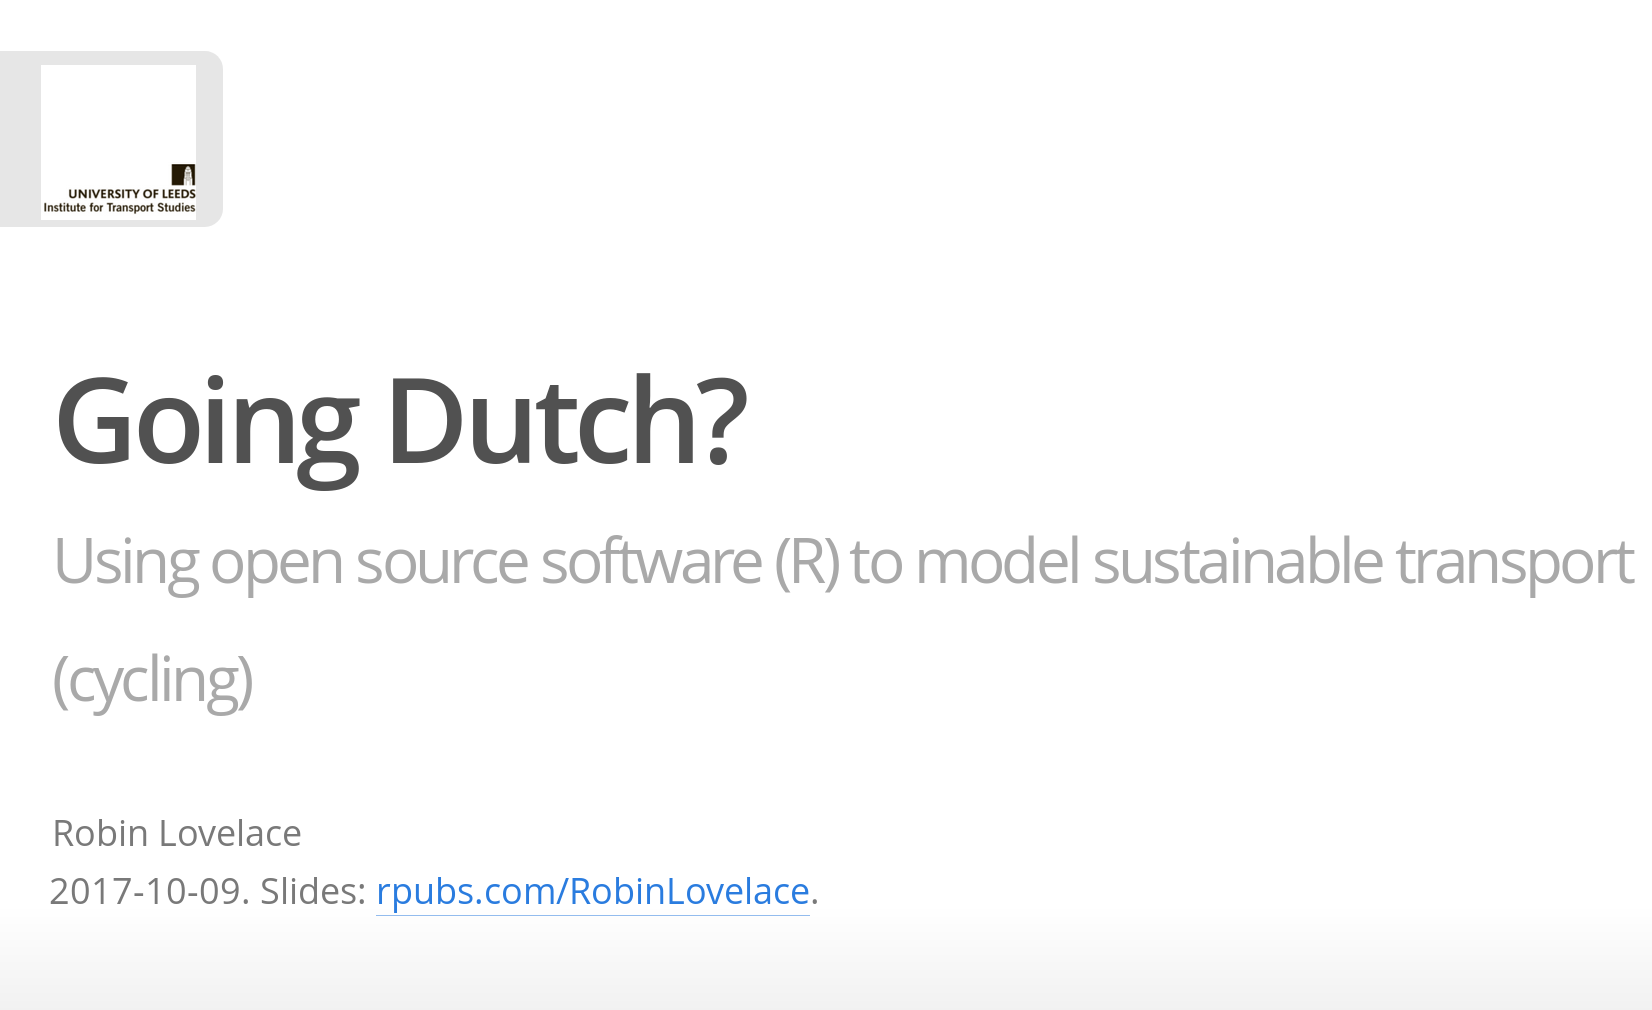 UNIVERSITY OF LEEDS
Institute for Transport Studies
Going Dutch?
Using open source software (R) to model sustainable transport
(cycling)
Robin Lovelace
2017-10-09. Slides: rpubs.com/RobinLovelace.